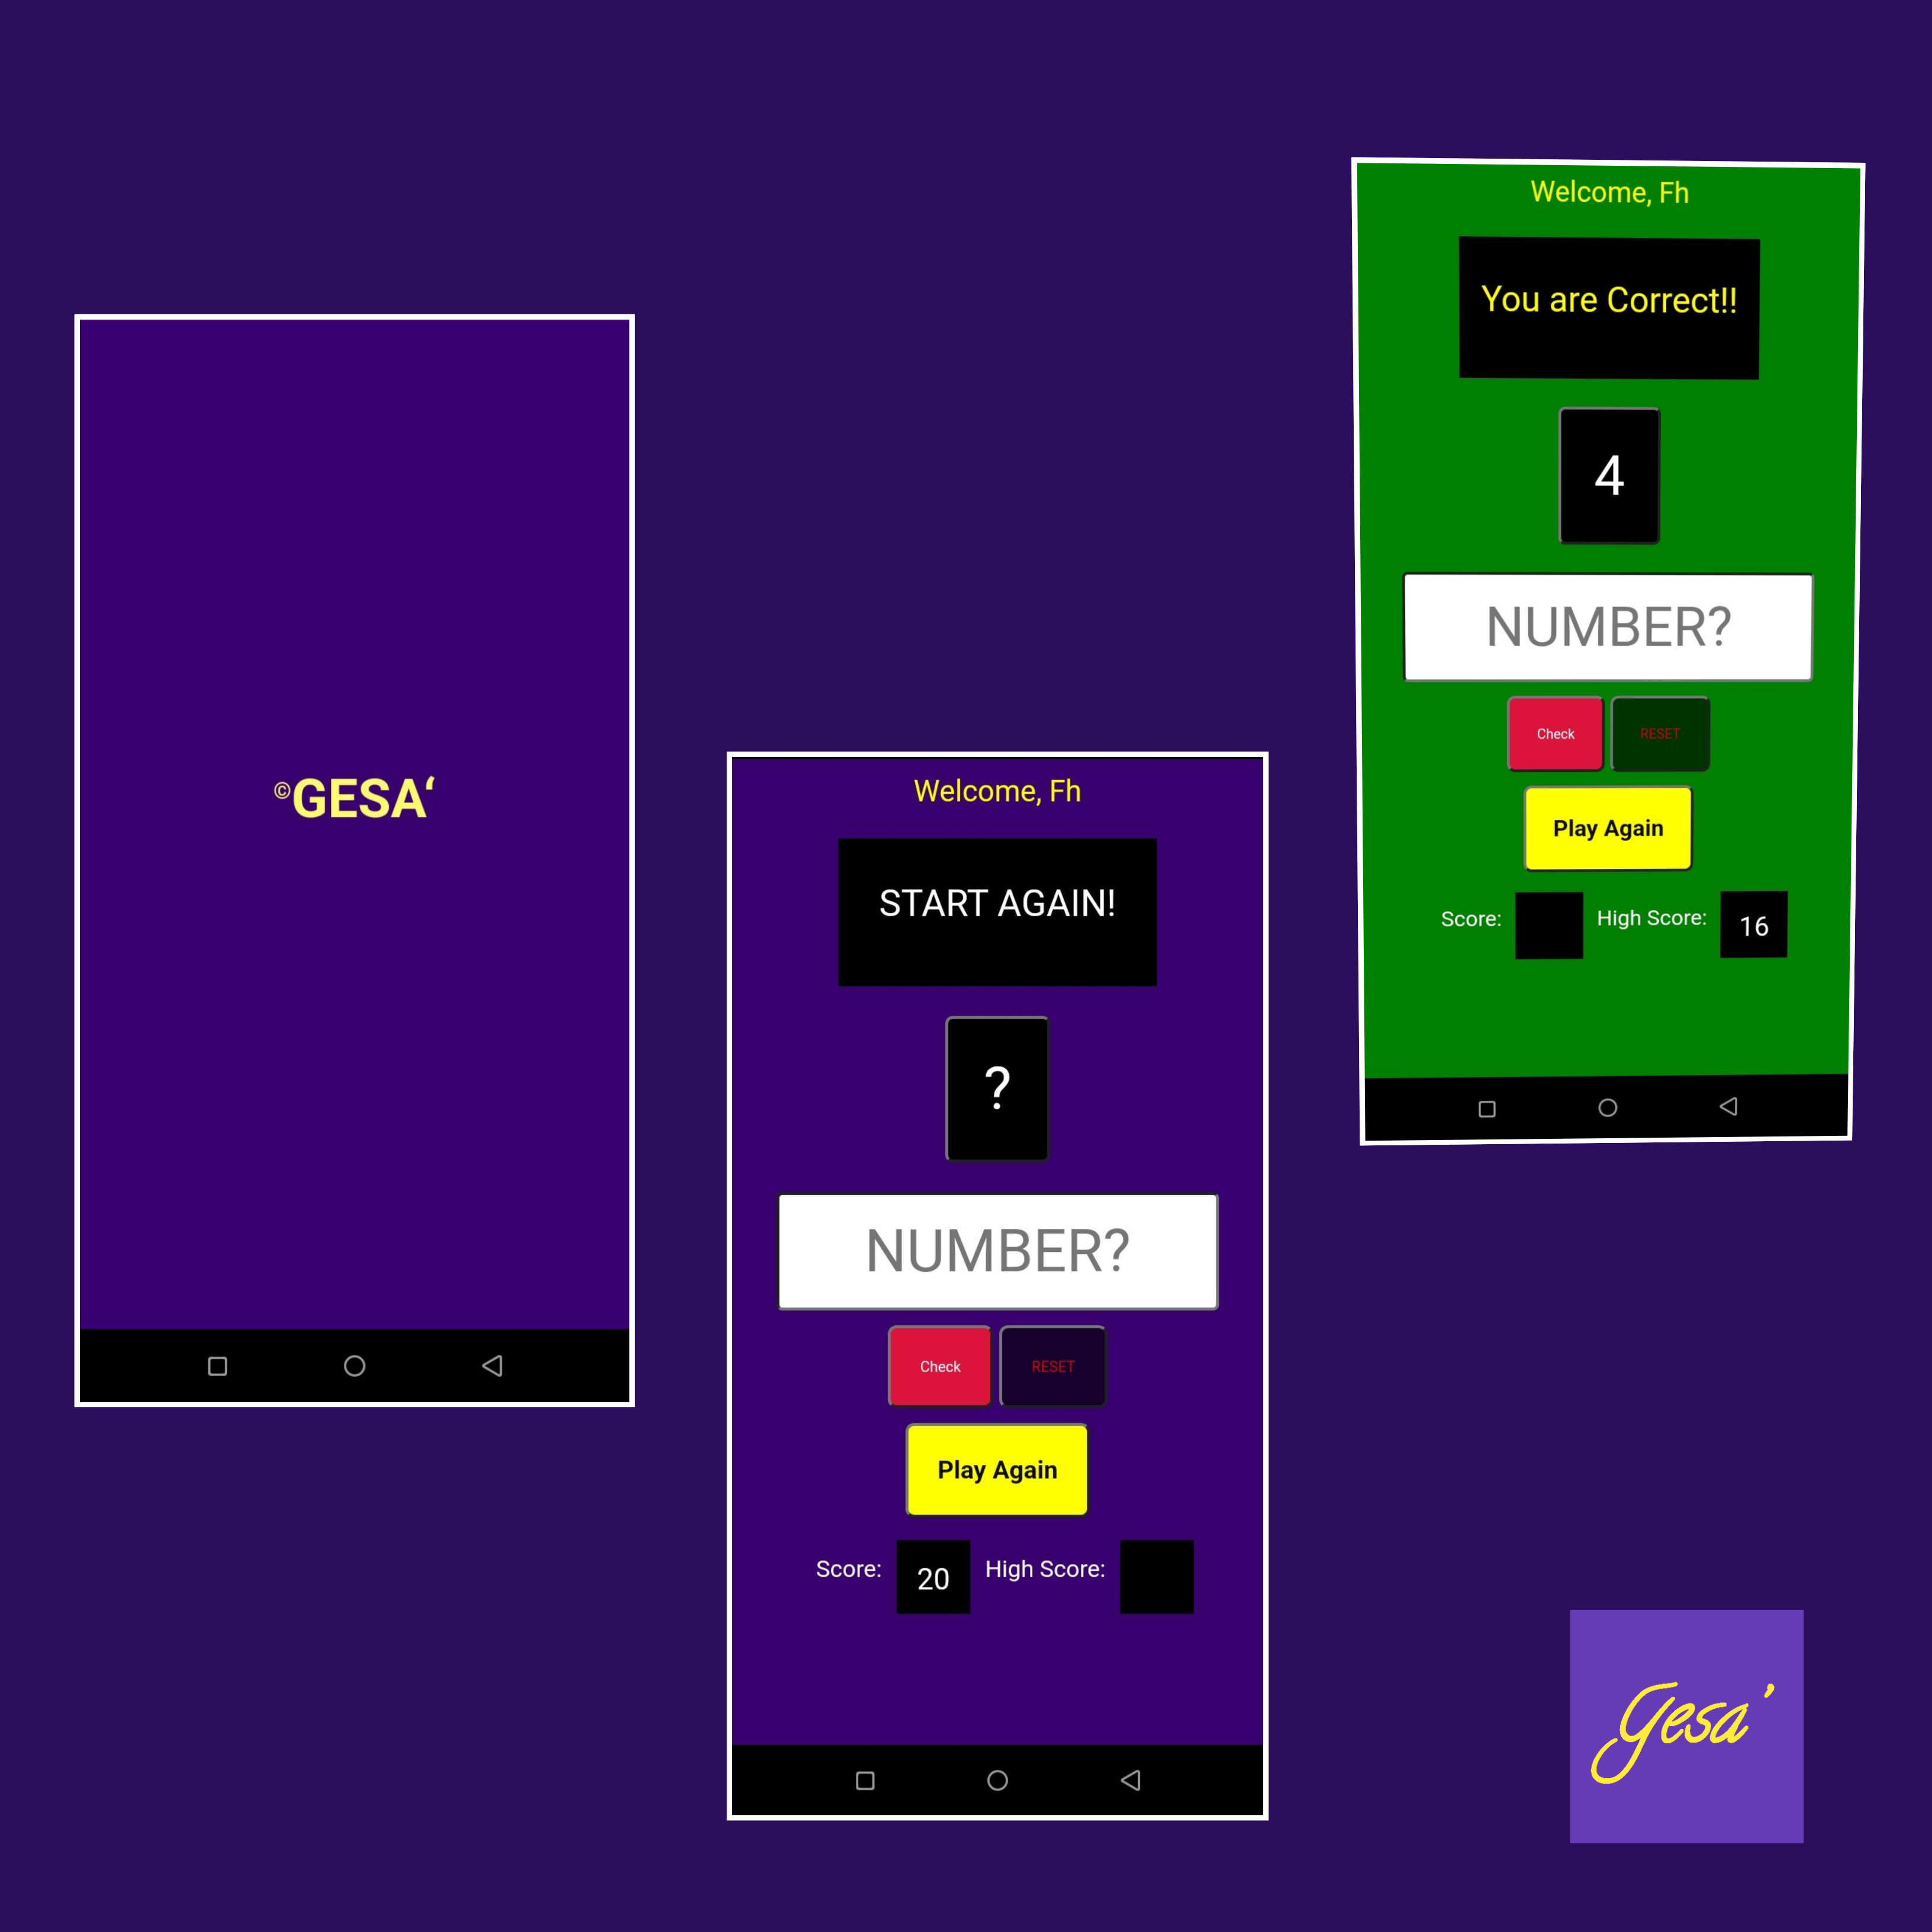 ©GESA‘
Welcome, Fh
START AGAIN!
?
NUMBER?
Check RESET
Play Again
Score: 20 High Score:
Welcome, Fh
You are Correct!!
4
NUMBER?
Check RESET
Play Again
Score: High Score: 16
Gesa’